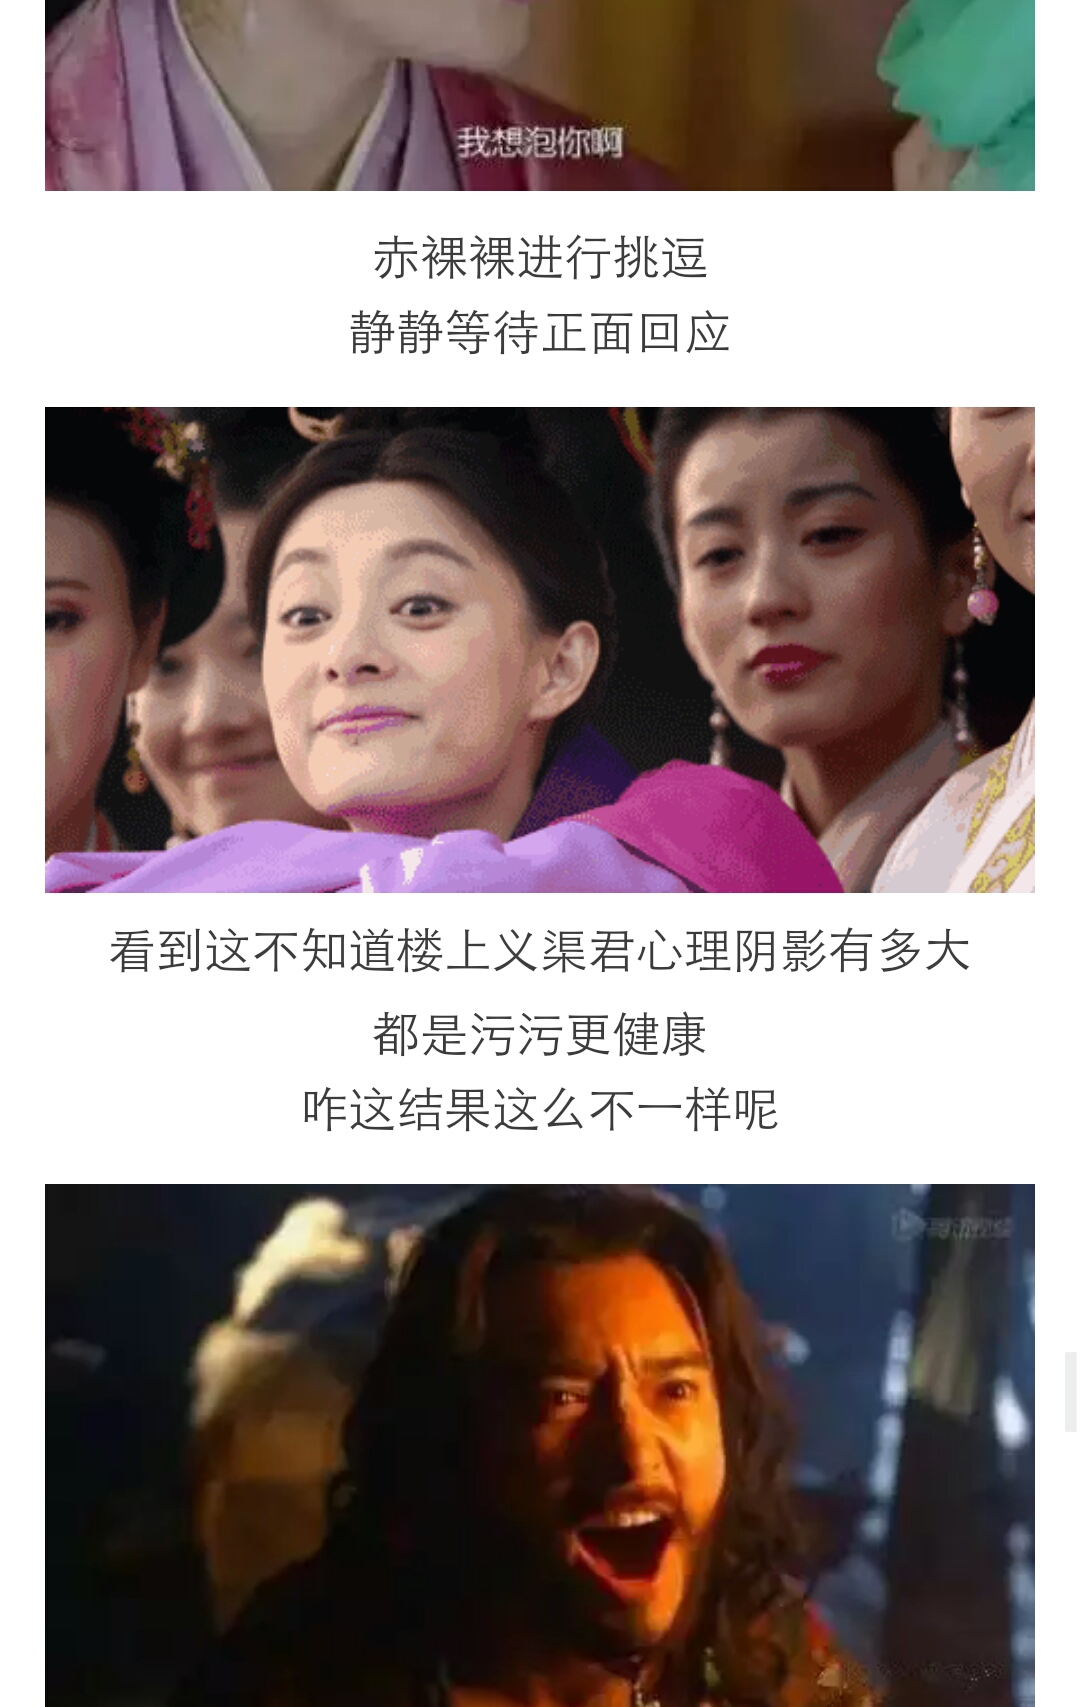 我想泡你啊
赤裸裸进行挑逗
静静等待正面回应
看到这不知道楼上义渠君心理阴影有多大
都是污污更健康
咋这结果这么不一样呢